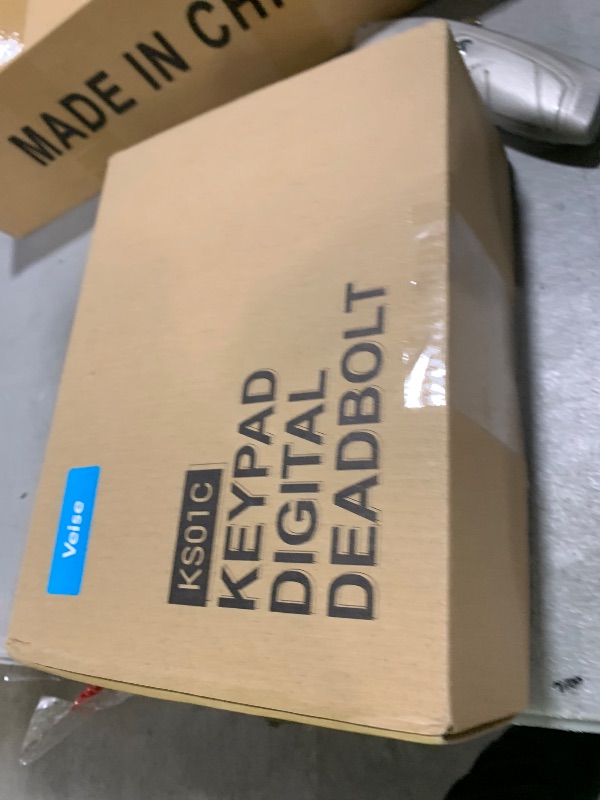 MADE IN CH
Veise
KS01C
KEYPAD
DIGITAL
DEADBOLT